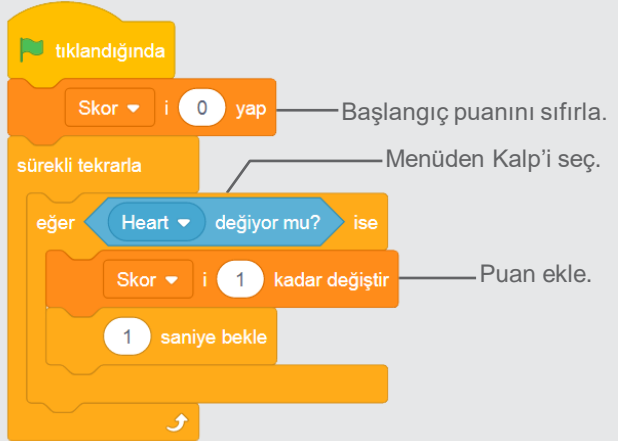 tıklandığında
Skor i 0 yap
Başlangıç puanını sıfırla.
sürekli tekrarla
Menüden Kalp’i seç.
eğer Heart değiyor mu? ise
Skor i 1 kadar değiştir
Puan ekle.
1 saniye bekle